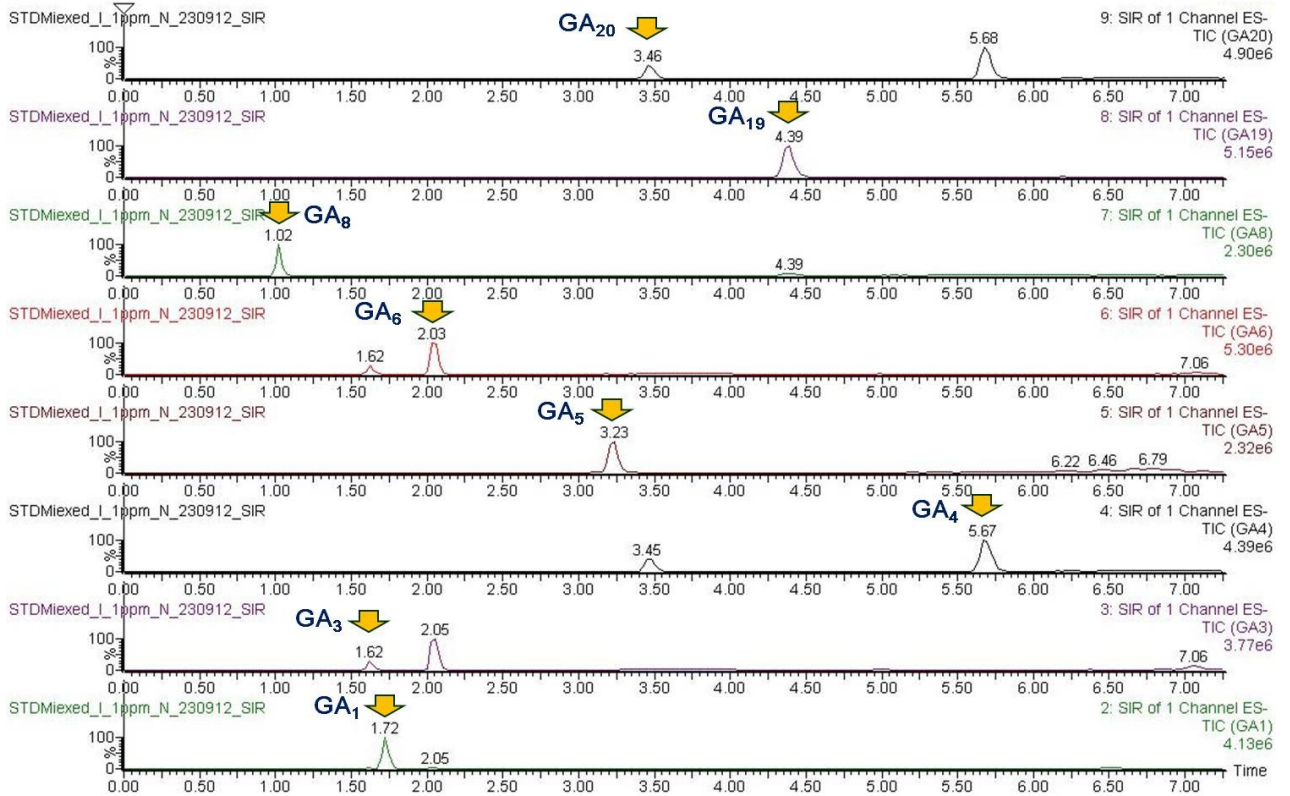 STDMiexed_I_1ppm_N_230912_SIR
9: SIR of 1 Channel ES-
TIC (GA20)
4.90e6
GA20
3.46
5.68
100
%
0
0.00 0.50 1.00 1.50 2.00 2.50 3.00 3.50 4.00 4.50 5.00 5.50 6.00 6.50 7.00
STDMiexed_I_1ppm_N_230912_SIR
8: SIR of 1 Channel ES-
TIC (GA19)
5.15e6
GA19
4.39
100
%
0
0.00 0.50 1.00 1.50 2.00 2.50 3.00 3.50 4.00 4.50 5.00 5.50 6.00 6.50 7.00
STDMiexed_I_1ppm_N_230912_SIR
7: SIR of 1 Channel ES-
TIC (GA8)
2.30e6
GA8
1.02
4.39
100
%
0
0.00 0.50 1.00 1.50 2.00 2.50 3.00 3.50 4.00 4.50 5.00 5.50 6.00 6.50 7.00
STDMiexed_I_1ppm_N_230912_SIR
6: SIR of 1 Channel ES-
TIC (GA6)
5.30e6
GA6
1.62
2.03
7.06
100
%
0
0.00 0.50 1.00 1.50 2.00 2.50 3.00 3.50 4.00 4.50 5.00 5.50 6.00 6.50 7.00
STDMiexed_I_1ppm_N_230912_SIR
5: SIR of 1 Channel ES-
TIC (GA5)
2.32e6
GA5
3.23
6.22 6.46 6.79
100
%
0
0.00 0.50 1.00 1.50 2.00 2.50 3.00 3.50 4.00 4.50 5.00 5.50 6.00 6.50 7.00
STDMiexed_I_1ppm_N_230912_SIR
4: SIR of 1 Channel ES-
TIC (GA4)
4.39e6
GA4
3.45
5.67
100
%
0
0.00 0.50 1.00 1.50 2.00 2.50 3.00 3.50 4.00 4.50 5.00 5.50 6.00 6.50 7.00
STDMiexed_I_1ppm_N_230912_SIR
3: SIR of 1 Channel ES-
TIC (GA3)
3.77e6
GA3
1.62
2.05
7.06
100
%
0
0.00 0.50 1.00 1.50 2.00 2.50 3.00 3.50 4.00 4.50 5.00 5.50 6.00 6.50 7.00
STDMiexed_I_1ppm_N_230912_SIR
2: SIR of 1 Channel ES-
TIC (GA1)
4.13e6
GA1
1.72
2.05
100
%
0
Time
0.00 0.50 1.00 1.50 2.00 2.50 3.00 3.50 4.00 4.50 5.00 5.50 6.00 6.50 7.00